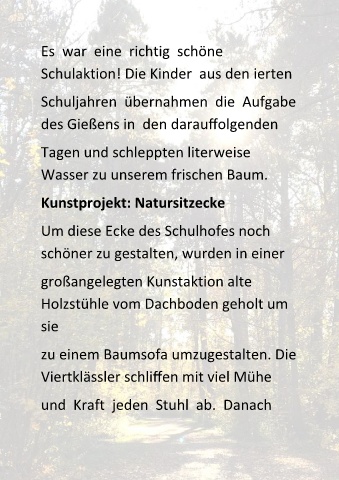 Es war eine richtig schöne
Schulaktion! Die Kinder aus den ierten
Schuljahren übernahmen die Aufgabe
des Gießens in den darauffolgenden
Tagen und schleppten literweise
Wasser zu unserem frischen Baum.
Kunstprojekt: Natursitzecke
Um diese Ecke des Schulhofes noch
schöner zu gestalten, wurden in einer
großangelegten Kunstaktion alte
Holzstühle vom Dachboden geholt um
sie
zu einem Baumsofa umzugestalten. Die
Viertklässler schliffen mit viel Mühe
und Kraft jeden Stuhl ab. Danach